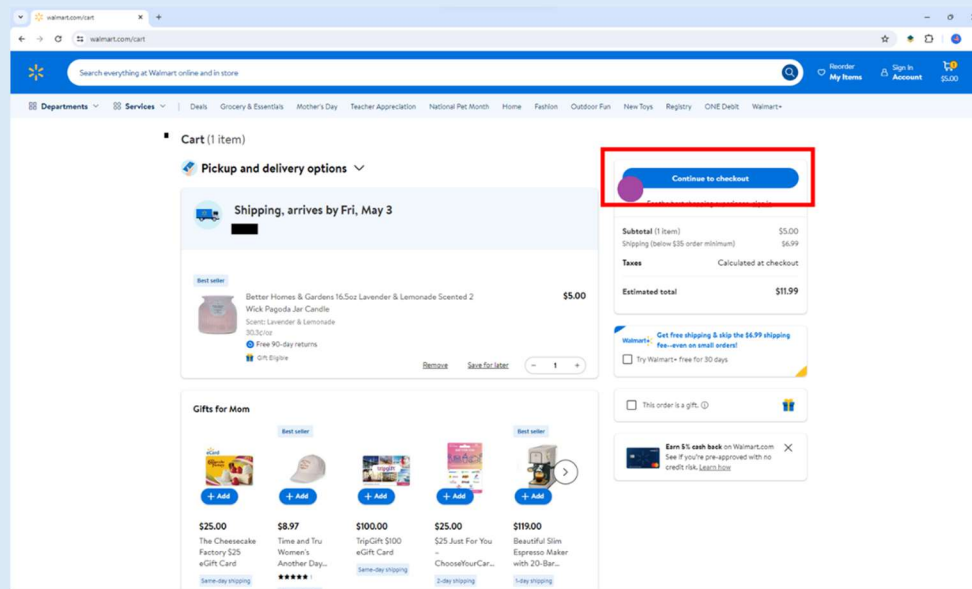 walmart.com/cart
walmart.com/cart
Search everything at Walmart online and in store
Reorder
My Items
Sign In
Account
$5.00
Departments
Services
Deals
Grocery & Essentials
Mother's Day
Teacher Appreciation
National Pet Month
Home
Fashion
Outdoor Fun
New Toys
Registry
ONE Debit
Walmart+
Cart (1 item)
Pickup and delivery options
Continue to checkout
Shipping, arrives by Fri, May 3
Subtotal (1 item) $5.00
Shipping (below $35 order minimum) $6.99
Taxes Calculated at checkout
Estimated total $11.99
Best seller
Better Homes & Gardens 16.5oz Lavender & Lemonade Scented 2
Wick Pagoda Jar Candle
$5.00
Scent: Lavender & Lemonade
30.3¢/oz
Free 90-day returns
Gift Eligible
Remove Save for later - 1 +
Walmart+
Get free shipping & skip the $6.99 shipping
fee--even on small orders!
Try Walmart+ free for 30 days
This order is a gift.
Earn 5% cash back on Walmart.com
See if you're pre-approved with no
credit risk. Learn how
Gifts for Mom
Best seller
Best seller
+ Add
+ Add
+ Add
+ Add
+ Add
$25.00
The Cheesecake
Factory $25
eGift Card
Same-day shipping
$8.97
Time and Tru
Women's
Another Day...
$100.00
TripGift $100
eGift Card
Same-day shipping
$25.00
$25 Just For You
–
ChooseYourCar...
2-day shipping
$119.00
Beautiful Slim
Espresso Maker
with 20-Bar...
1-day shipping